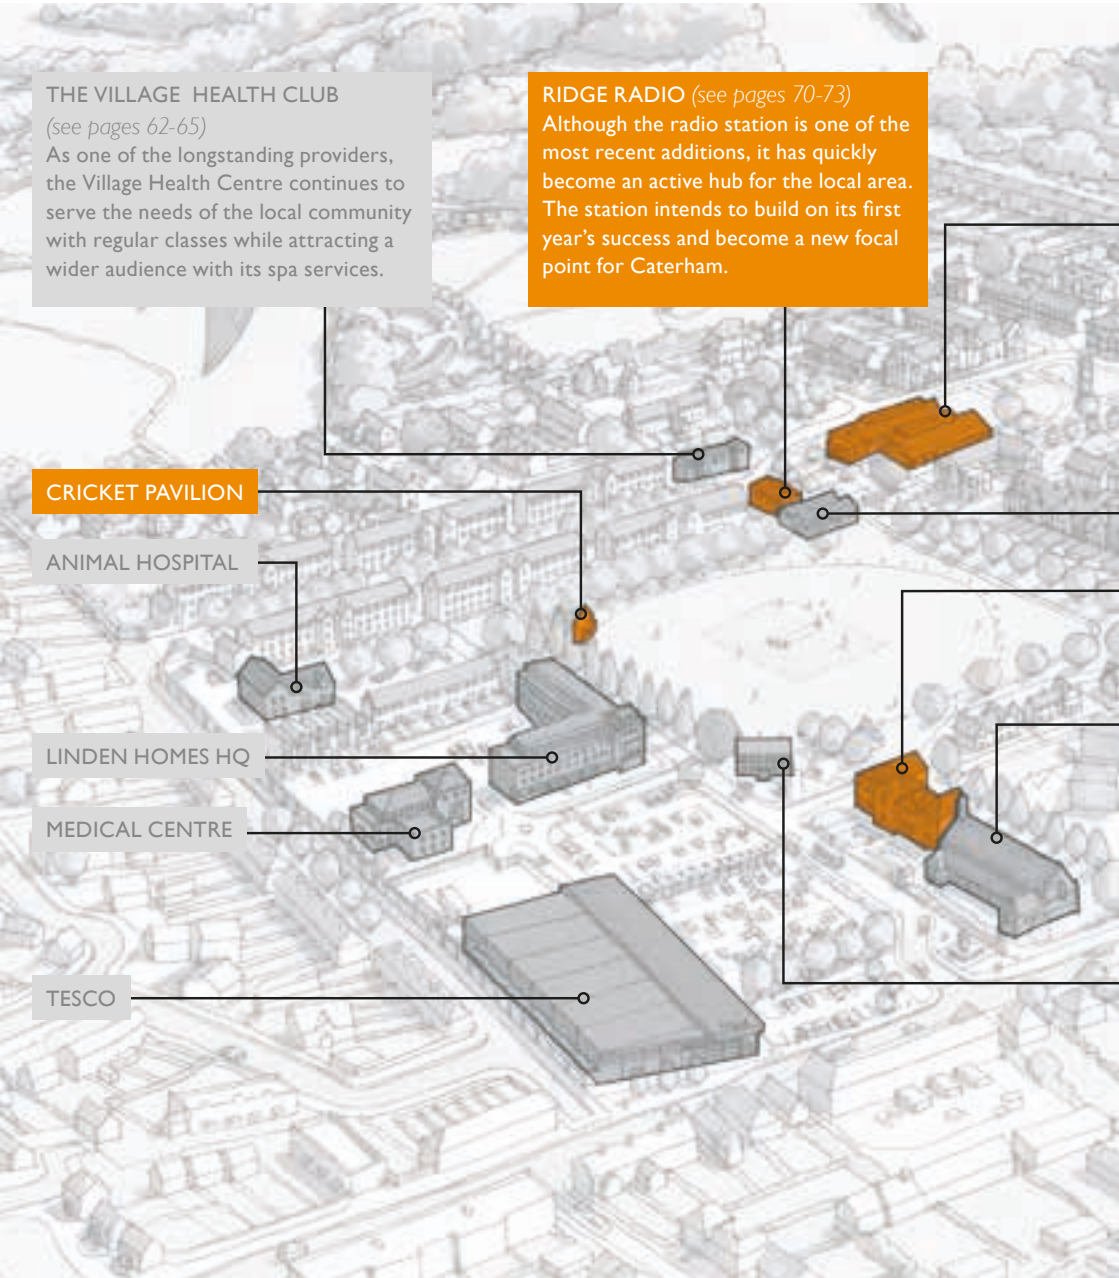 THE VILLAGE HEALTH CLUB
(see pages 62-65)
As one of the longstanding providers,
the Village Health Centre continues to
serve the needs of the local community
with regular classes while attracting a
wider audience with its spa services.
RIDGE RADIO (see pages 70-73)
Although the radio station is one of the
most recent additions, it has quickly
become an active hub for the local area.
The station intends to build on its first
year's success and become a new focal
point for Caterham.
CRICKET PAVILION
ANIMAL HOSPITAL
LINDEN HOMES HQ
MEDICAL CENTRE
TESCO